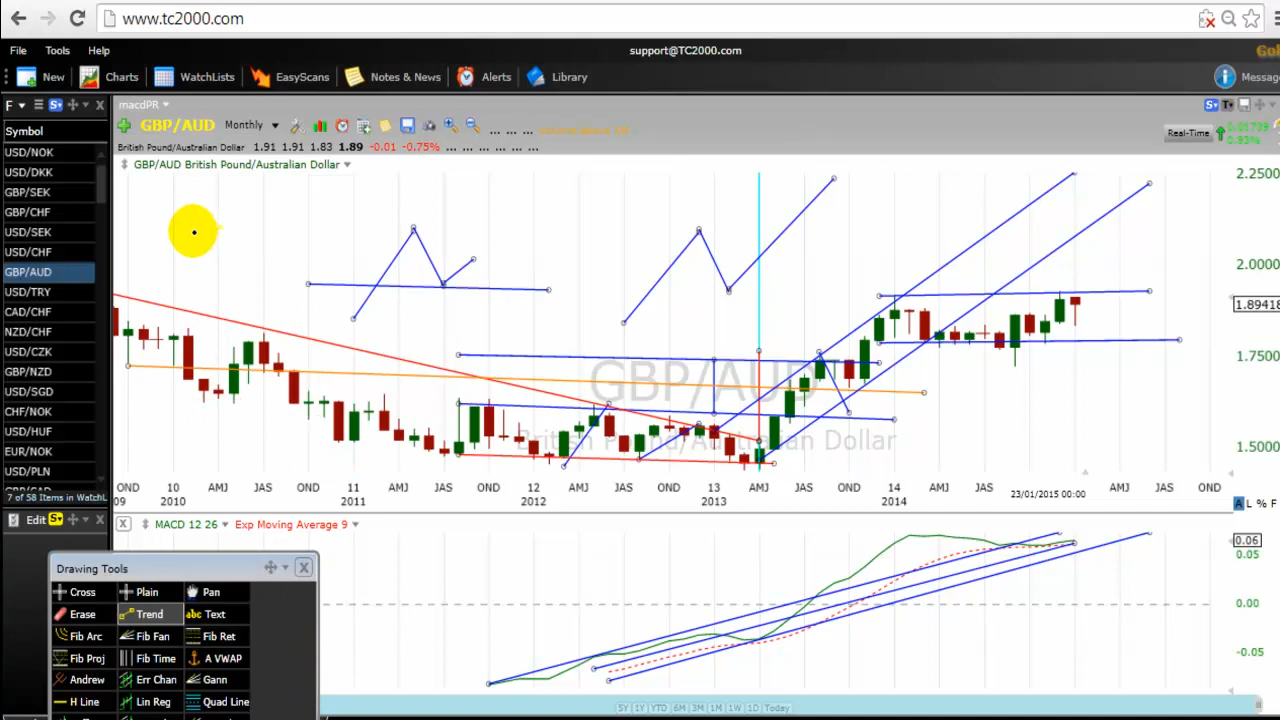 www.tc2000.com
File Tools Help support@TC2000.com Gol
New Charts WatchLists EasyScans Notes & News Alerts Library Messag
F S macdPR S T
Symbol GBP/AUD Monthly ... ... ... Real-Time 0.01739
0.93%
British Pound/Australian Dollar 1.91 1.91 1.83 1.89 -0.01 -0.75% ... ... ... ... ...
USD/NOK GBP/AUD British Pound/Australian Dollar
USD/DKK
GBP/SEK
GBP/CHF
USD/SEK
USD/CHF
GBP/AUD
USD/TRY
CAD/CHF
NZD/CHF
USD/CZK
GBP/NZD
USD/SGD
CHF/NOK
USD/HUF
EUR/NOK
USD/PLN
7 of 58 Items in WatchL
2.2500
2.0000
1.89418
1.7500
1.5000
GBP/AUD
British Pound/Australian Dollar
OND 10 AMJ JAS 11 AMJ JAS OND 12 AMJ JAS OND 13 AMJ JAS OND 14 AMJ JAS OND AMJ JAS OND
09 2010 2011 2012 2013 2014 23/01/2015 00:00 A L % F
Edit S MACD 12 26 Exp Moving Average 9
0.06
0.05
0.00
-0.05
Drawing Tools
Cross Plain Pan
Erase Trend abc Text
Fib Arc Fib Fan Fib Ret
Fib Proj Fib Time A VWAP
Andrew Err Chan Gann
H Line Lin Reg Quad Line
5Y 1Y YTD 6M 3M 1M 1W 1D Today